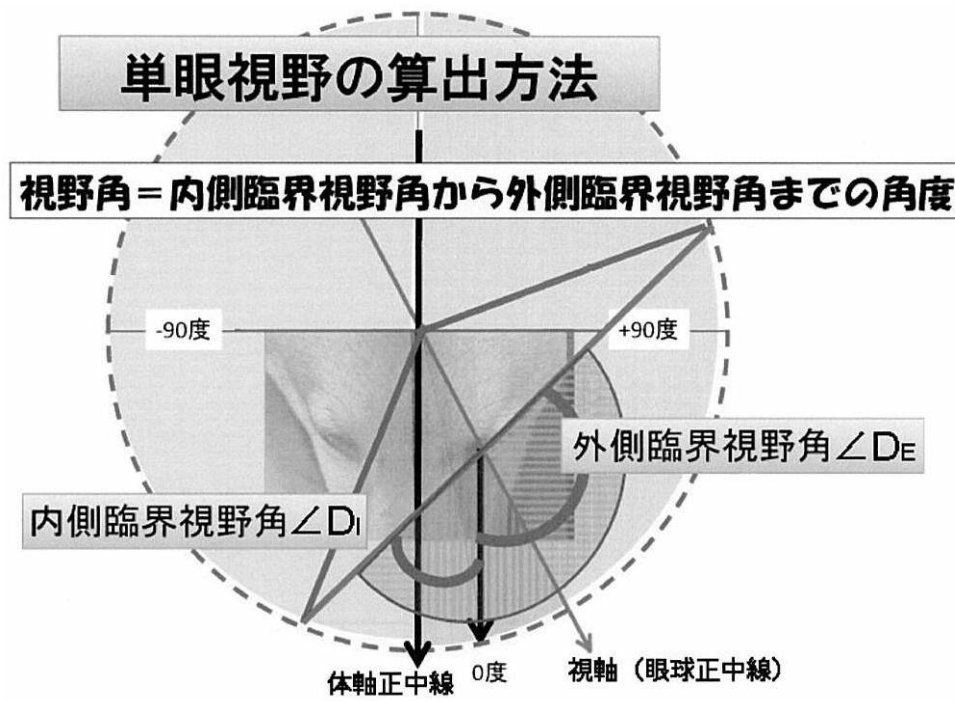 単眼視野の算出方法
視野角＝内側臨界視野角から外側臨界視野角までの角度
-90度
+90度
外側臨界視野角∠DE
内側臨界視野角∠DI
体軸正中線
0度
視軸（眼球正中線）